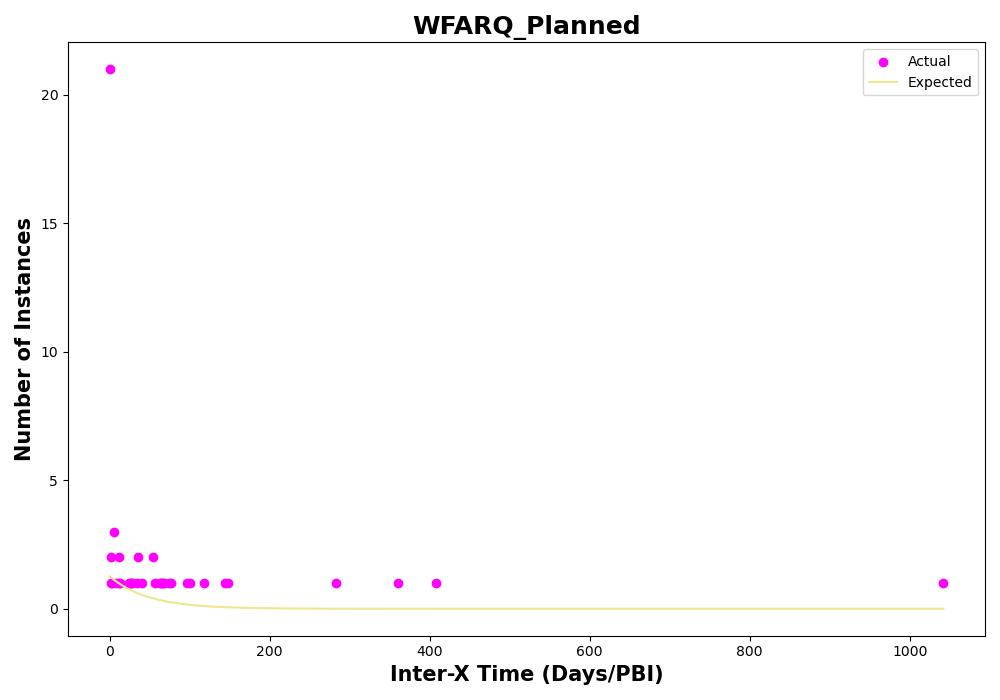 WFARQ_Planned
Actual
Expected
20
15
10
5
0
Number of Instances
0 200 400 600 800 1000
Inter-X Time (Days/PBI)